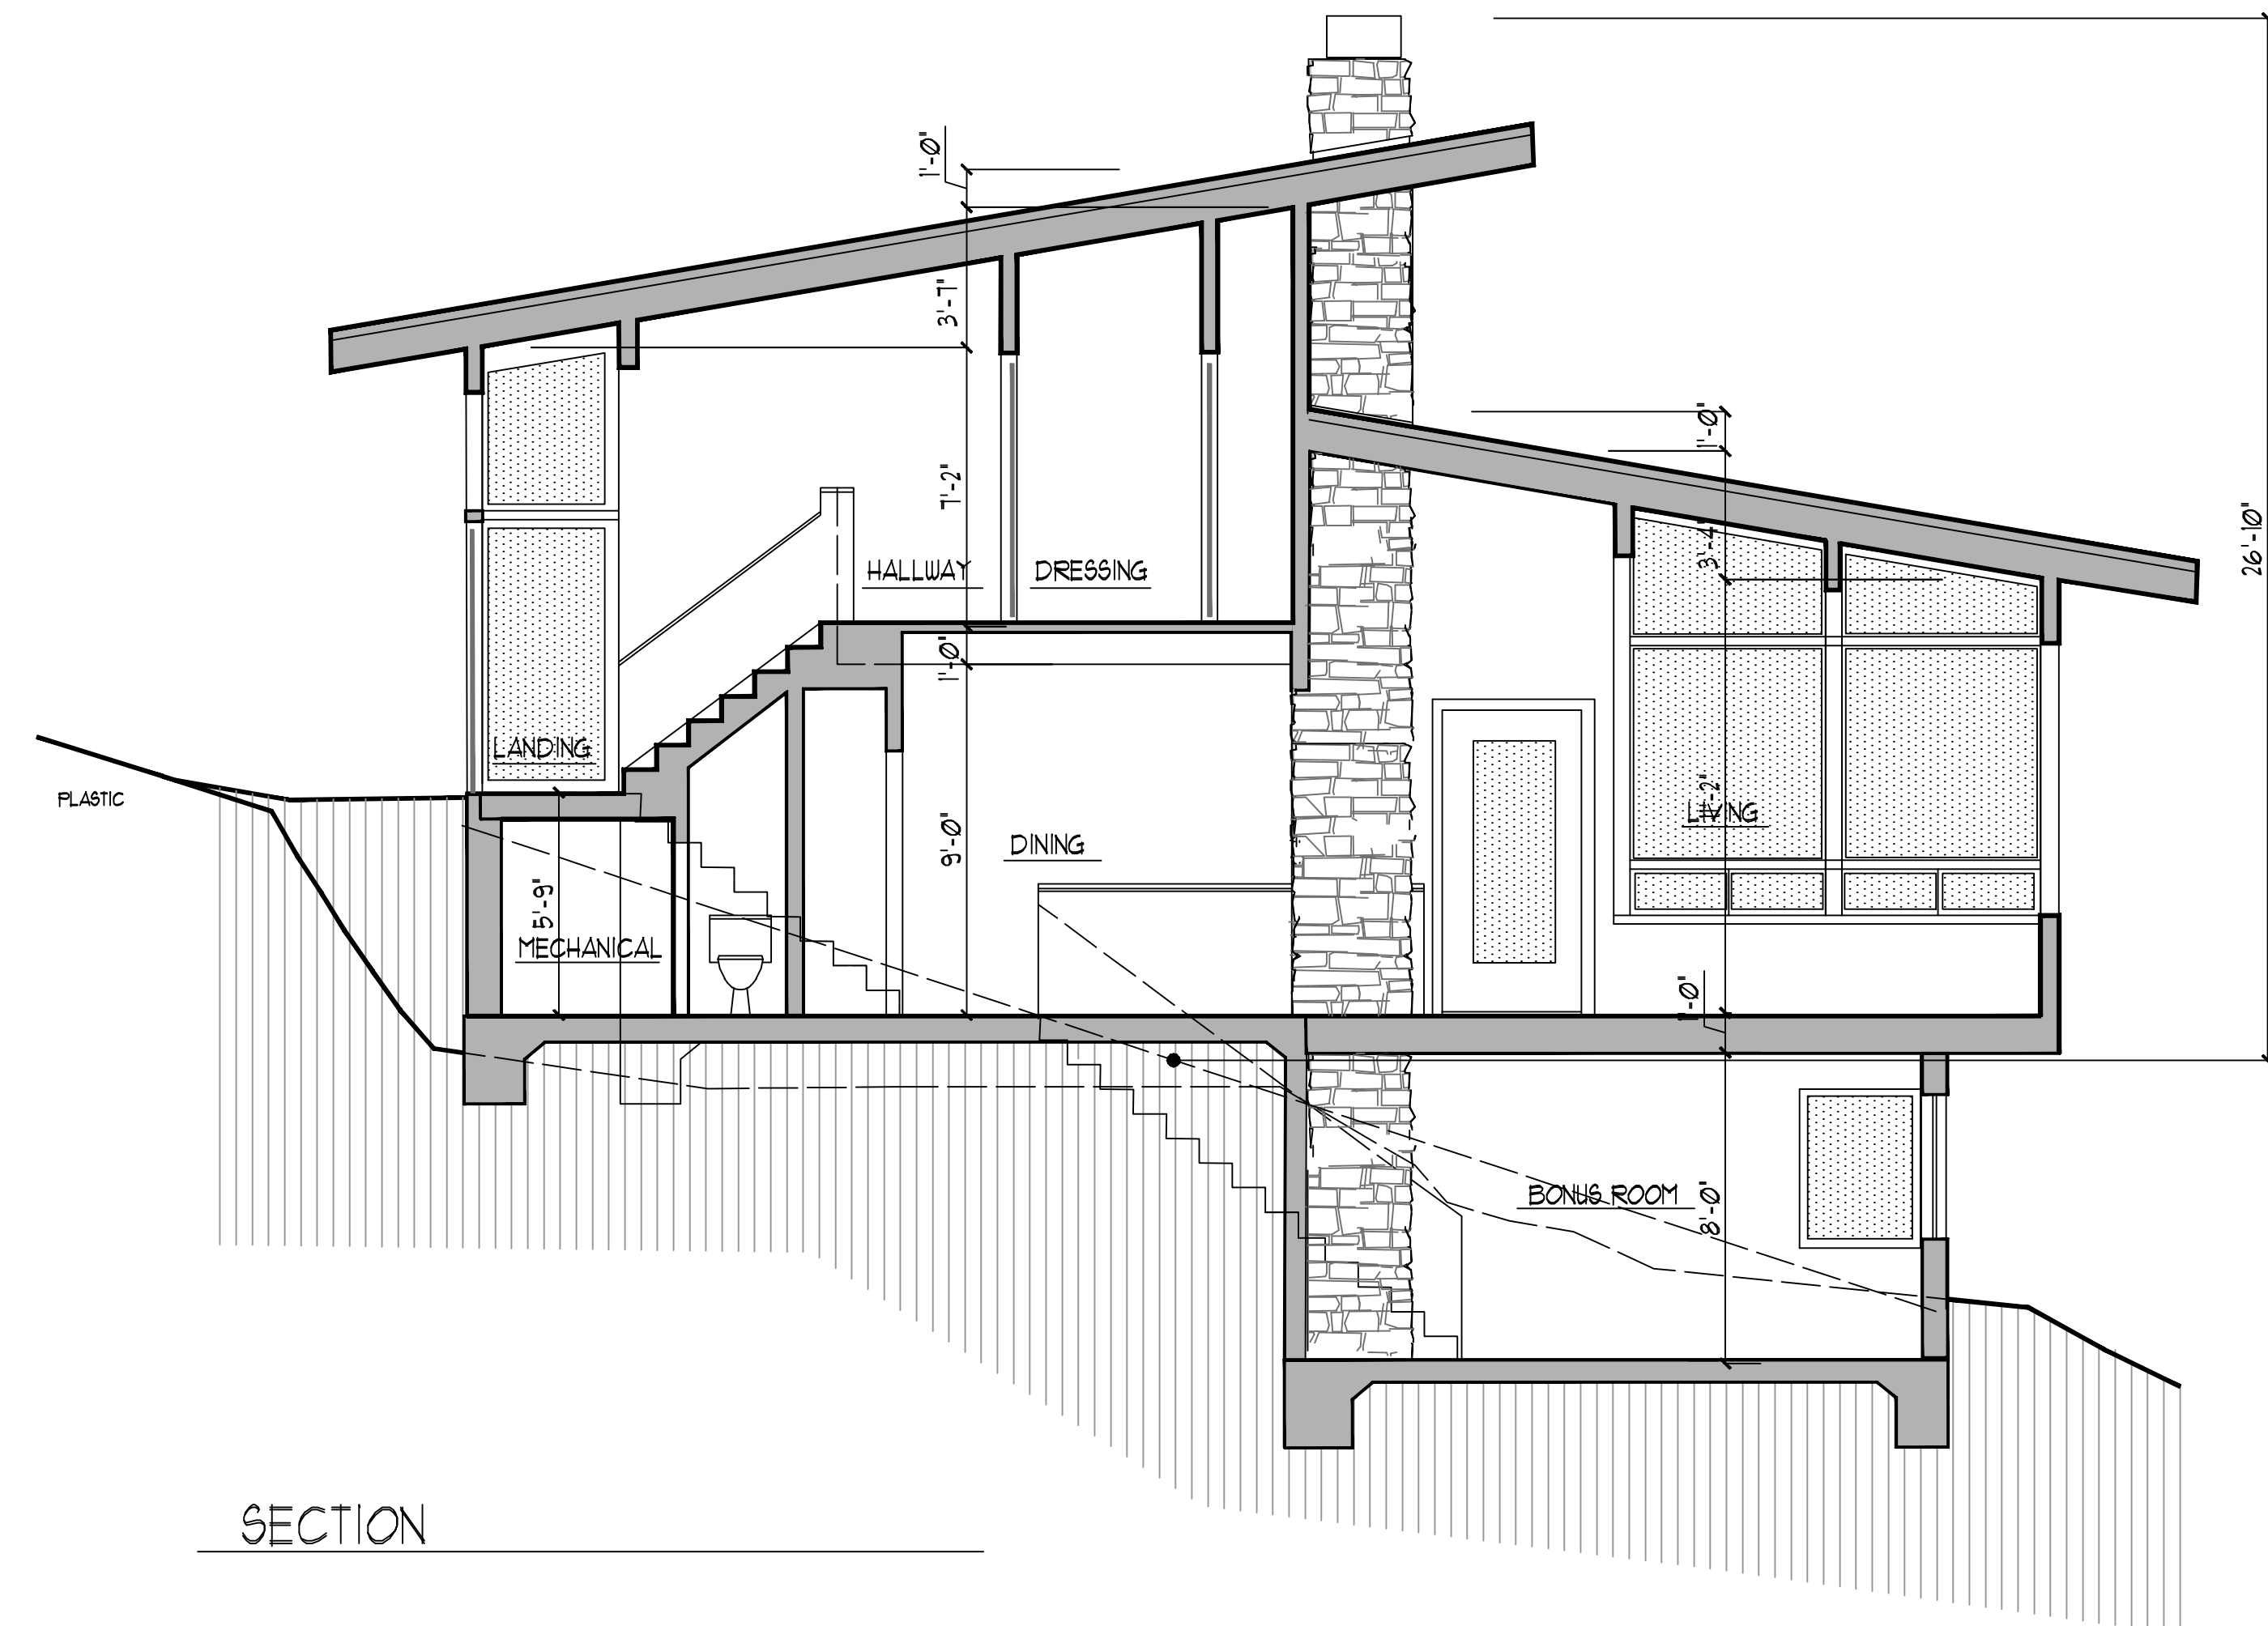 1'-0"
3'-7"
1'-0"
26'-10"
7'-2"
3'-4"
HALLWAY
DRESSING
1'-0"
LANDING
PLASTIC
LIVING
9'-0"
DINING
5'-9"
MECHANICAL
1'-0"
BONUS ROOM
8'-0"
SECTION